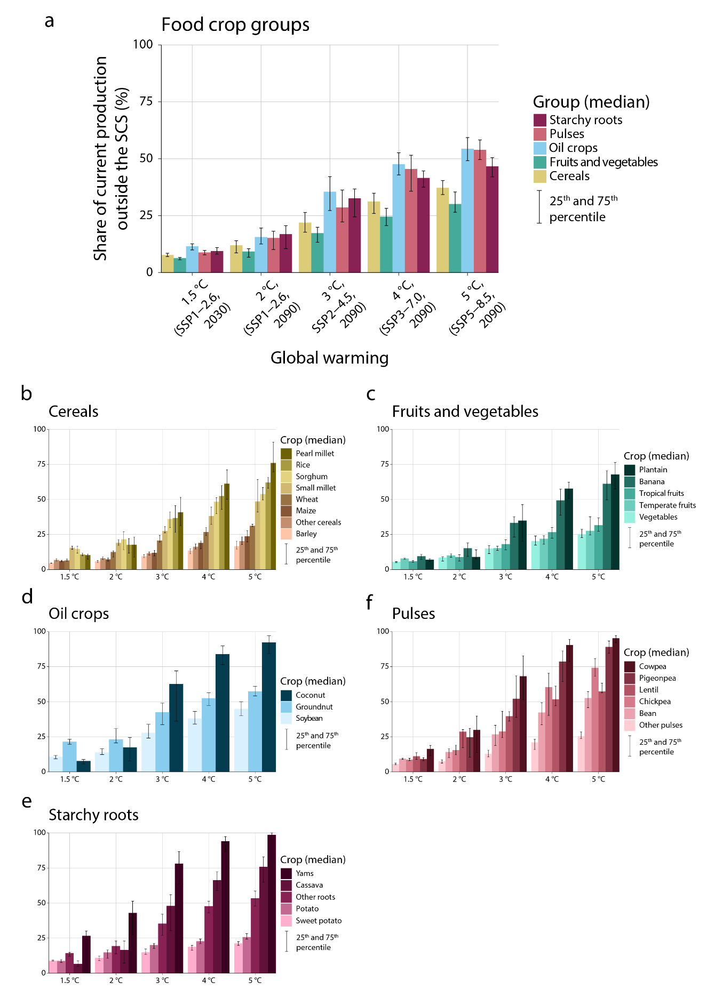 a
Food crop groups
100
75
50
25
0
Share of current production
outside the SCS (%)
1.5 °C
(SSP1–2.6,
2030)
2 °C,
(SSP1–2.6,
2090)
3 °C,
SSP2–4.5,
2090)
4 °C,
(SSP3–7.0,
2090)
5 °C,
(SSP5–8.5,
2090)
Global warming
Group (median)
Starchy roots
Pulses
Oil crops
Fruits and vegetables
Cereals
25th and 75th
percentile
b
Cereals
100
75
50
25
0
1.5 °C
2 °C
3 °C
4 °C
5 °C
Crop (median)
Pearl millet
Rice
Sorghum
Small millet
Wheat
Maize
Other cereals
Barley
25th and 75th
percentile
c
Fruits and vegetables
100
75
50
25
0
1.5 °C
2 °C
3 °C
4 °C
5 °C
Crop (median)
Plantain
Banana
Tropical fruits
Temperate fruits
Vegetables
25th and 75th
percentile
d
Oil crops
100
75
50
25
0
1.5 °C
2 °C
3 °C
4 °C
5 °C
Crop (median)
Coconut
Groundnut
Soybean
25th and 75th
percentile
f
Pulses
100
75
50
25
0
1.5 °C
2 °C
3 °C
4 °C
5 °C
Crop (median)
Cowpea
Pigeonpea
Lentil
Chickpea
Bean
Other pulses
25th and 75th
percentile
e
Starchy roots
100
75
50
25
0
1.5 °C
2 °C
3 °C
4 °C
5 °C
Crop (median)
Yams
Cassava
Other roots
Potato
Sweet potato
25th and 75th
percentile